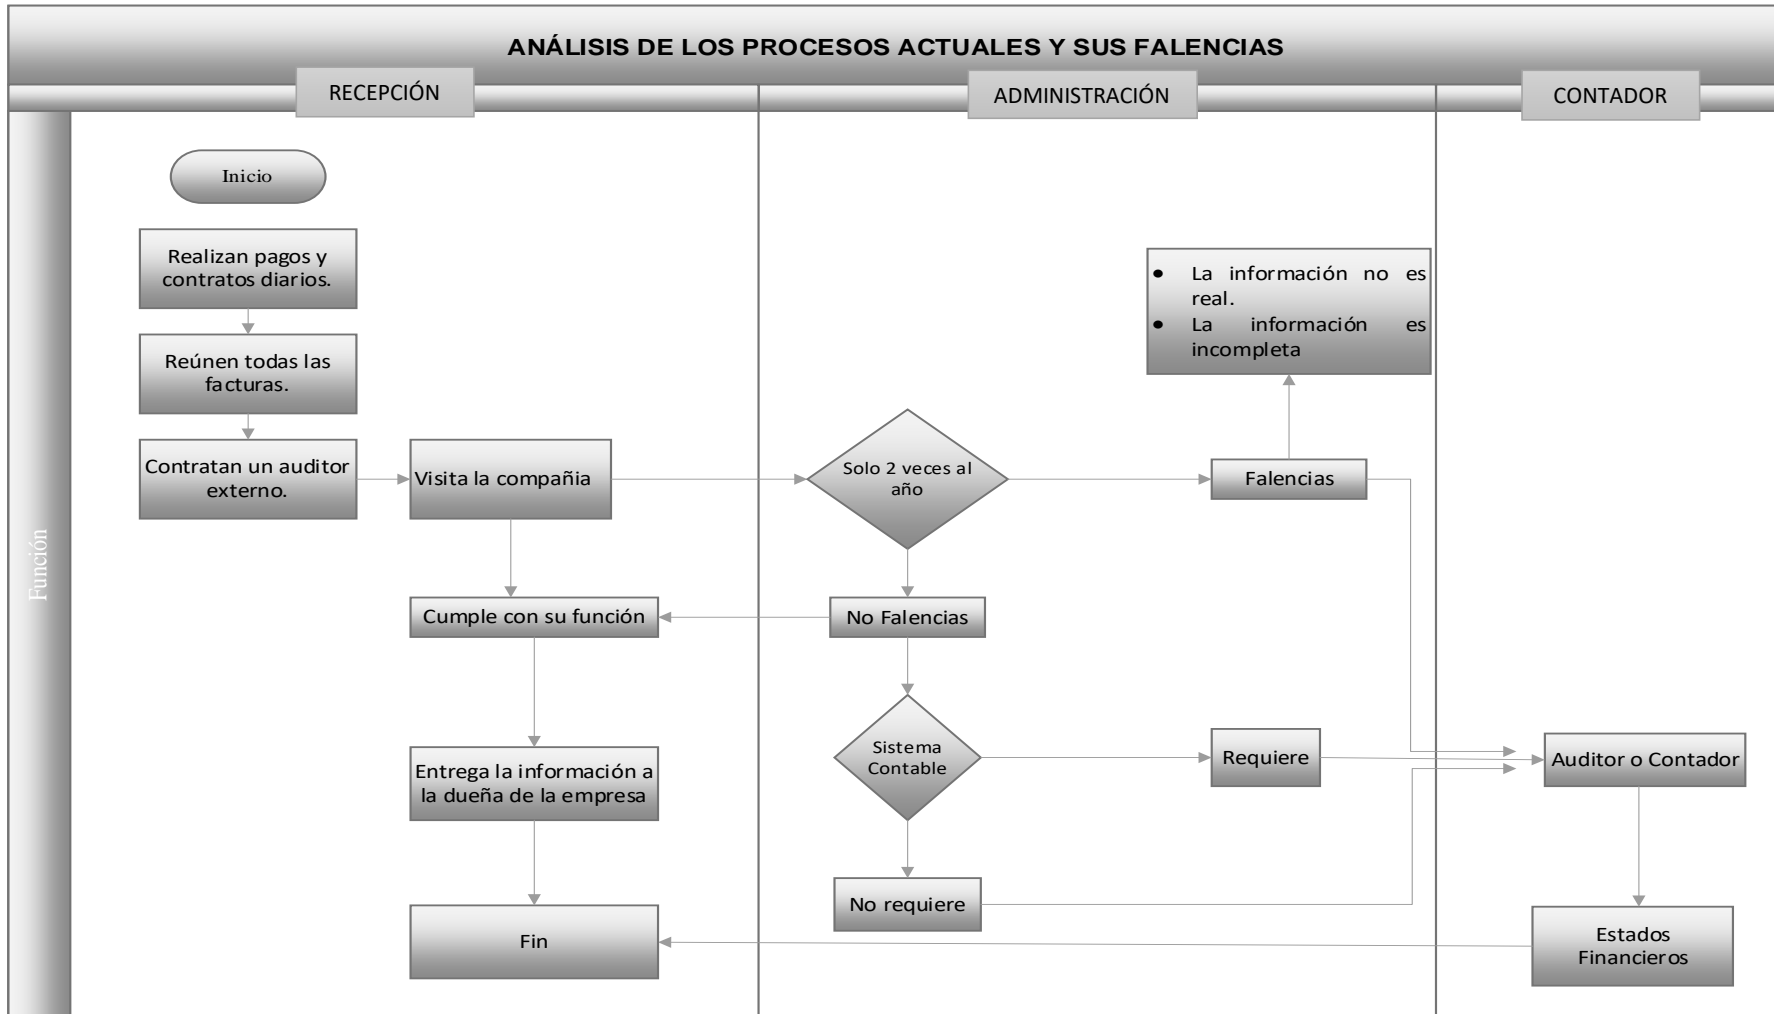 ANÁLISIS DE LOS PROCESOS ACTUALES Y SUS FALENCIAS
RECEPCIÓN
ADMINISTRACIÓN
CONTADOR
Función
Inicio
Realizan pagos y
contratos diarios.
Reúnen todas las
facturas.
Contratan un auditor
externo.
Visita la compañia
Cumple con su función
Entrega la información a
la dueña de la empresa
Fin
Solo 2 veces al
año
No Falencias
Sistema
Contable
No requiere
• La información no es
real.
• La información es
incompleta
Falencias
Requiere
Auditor o Contador
Estados
Financieros